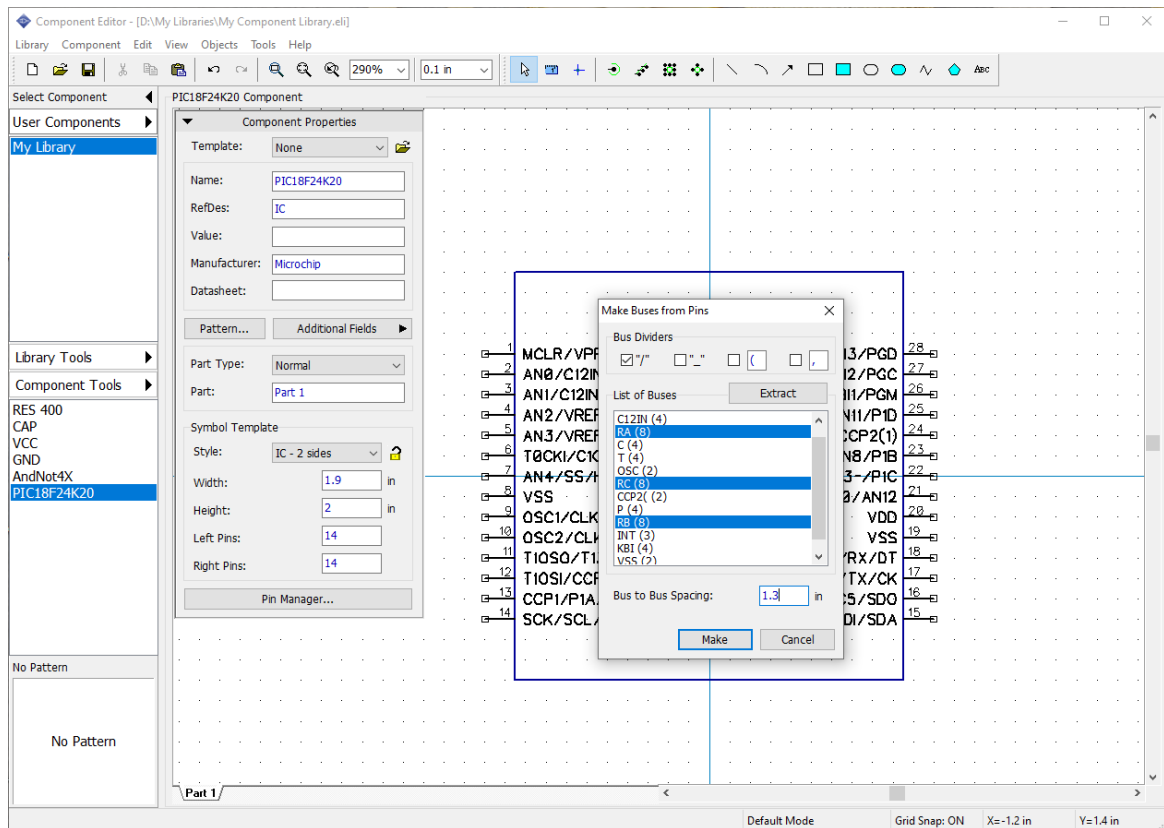 Component Editor - [D:\My Libraries\My Component Library.eli]
Library Component Edit View Objects Tools Help
290% 0.1 in ABC
Select Component
PIC18F24K20 Component
User Components
My Library
Library Tools
Component Tools
RES 400
CAP
VCC
GND
AndNot4X
PIC18F24K20
No Pattern
No Pattern
Component Properties
Template: None
Name: PIC18F24K20
RefDes: IC
Value:
Manufacturer: Microchip
Datasheet:
Pattern... Additional Fields
Part Type: Normal
Part: Part 1
Symbol Template
Style: IC - 2 sides
Width: 1.9 in
Height: 2 in
Left Pins: 14
Right Pins: 14
Pin Manager...
1 MCLR/VPP
2 AN0/C12IN
3 AN1/C12IN
4 AN2/VREF
5 AN3/VREF
6 T0CKI/C1O
7 AN4/SS/H
8 VSS
9 OSC1/CLK
10 OSC2/CLK
11 T1OSO/T1
12 T1OSI/CCP
13 CCP1/P1A
14 SCK/SCL/
Make Buses from Pins
Bus Dividers
"/" "_" ( ,
List of Buses Extract
C12IN (4)
RA (8)
C (4)
T (4)
OSC (2)
RC (8)
CCP2( (2)
P (4)
RB (8)
INT (3)
KBI (4)
VSS (2)
Bus to Bus Spacing: 1.3 in
Make Cancel
I3/PGD 28
I2/PGC 27
I1/PGM 26
N11/P1D 25
CCP2(1) 24
N8/P1B 23
3-/P1C 22
0/AN12 21
VDD 20
VSS 19
/RX/DT 18
/TX/CK 17
C5/SDO 16
DI/SDA 15
Part 1
Default Mode Grid Snap: ON X=-1.2 in Y=1.4 in